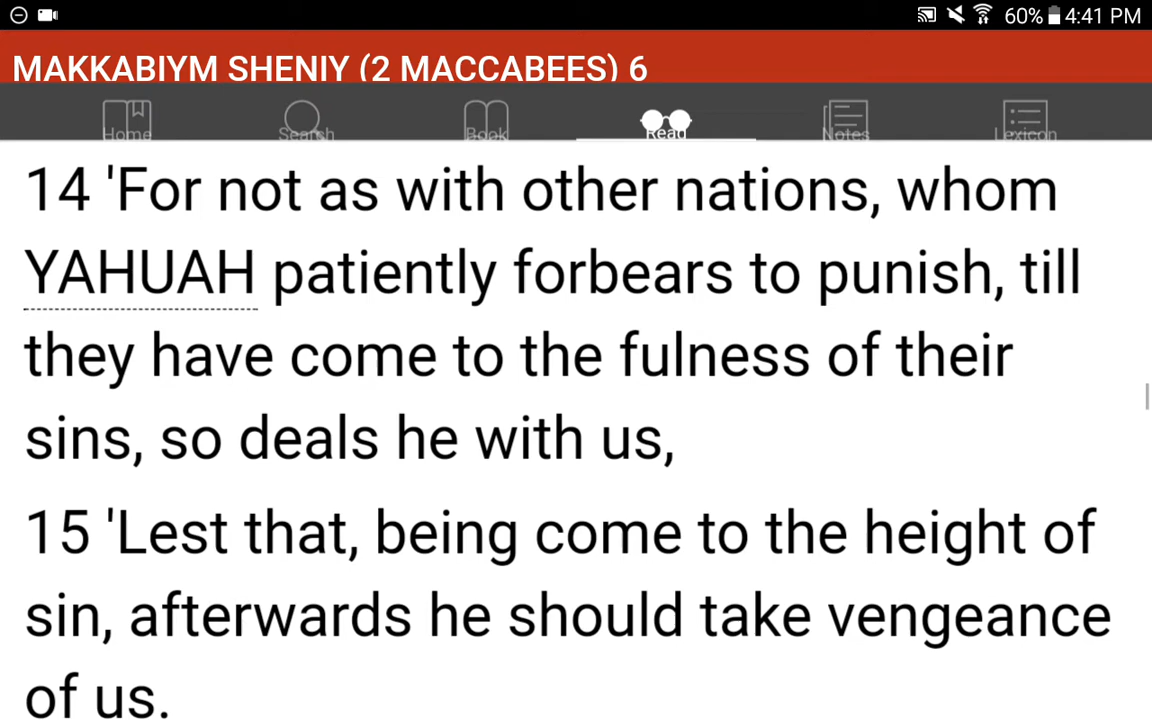 60% 4:41 PM
MAKKABIYM SHENIY (2 MACCABEES) 6
Home Search Book Read Notes Lexicon
14 'For not as with other nations, whom
YAHUAH patiently forbears to punish, till
they have come to the fulness of their
sins, so deals he with us,
15 'Lest that, being come to the height of
sin, afterwards he should take vengeance
of us.